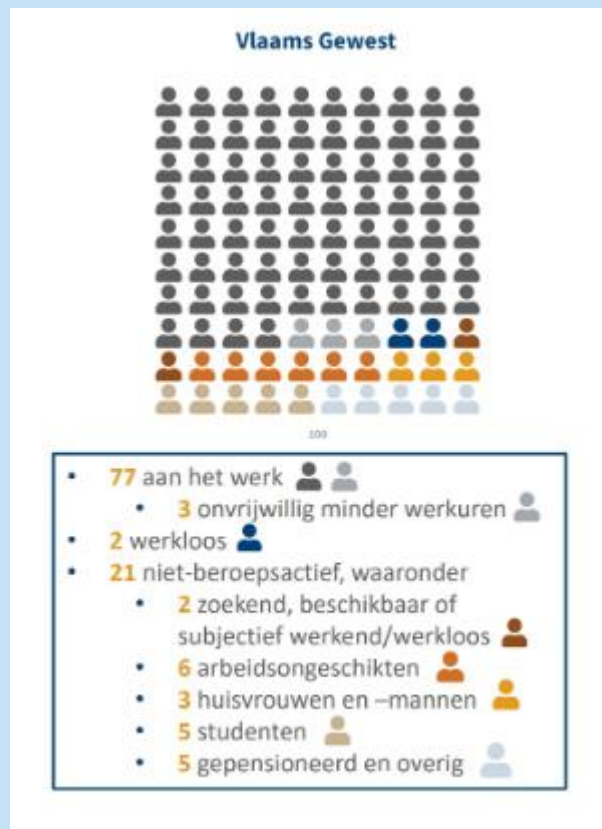 Vlaams Gewest
100
• 77 aan het werk
• 3 onvrijwillig minder werkuren
• 2 werkloos
• 21 niet-beroepsactief, waaronder
• 2 zoekend, beschikbaar of
subjectief werkend/werkloos
• 6 arbeidsongeschikten
• 3 huisvrouwen en –mannen
• 5 studenten
• 5 gepensioneerd en overig